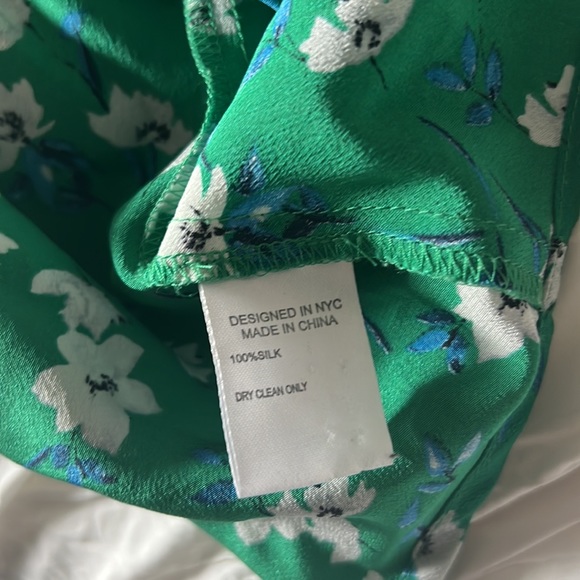 DESIGNED IN NYC
MADE IN CHINA
100%SILK
DRY CLEAN ONLY